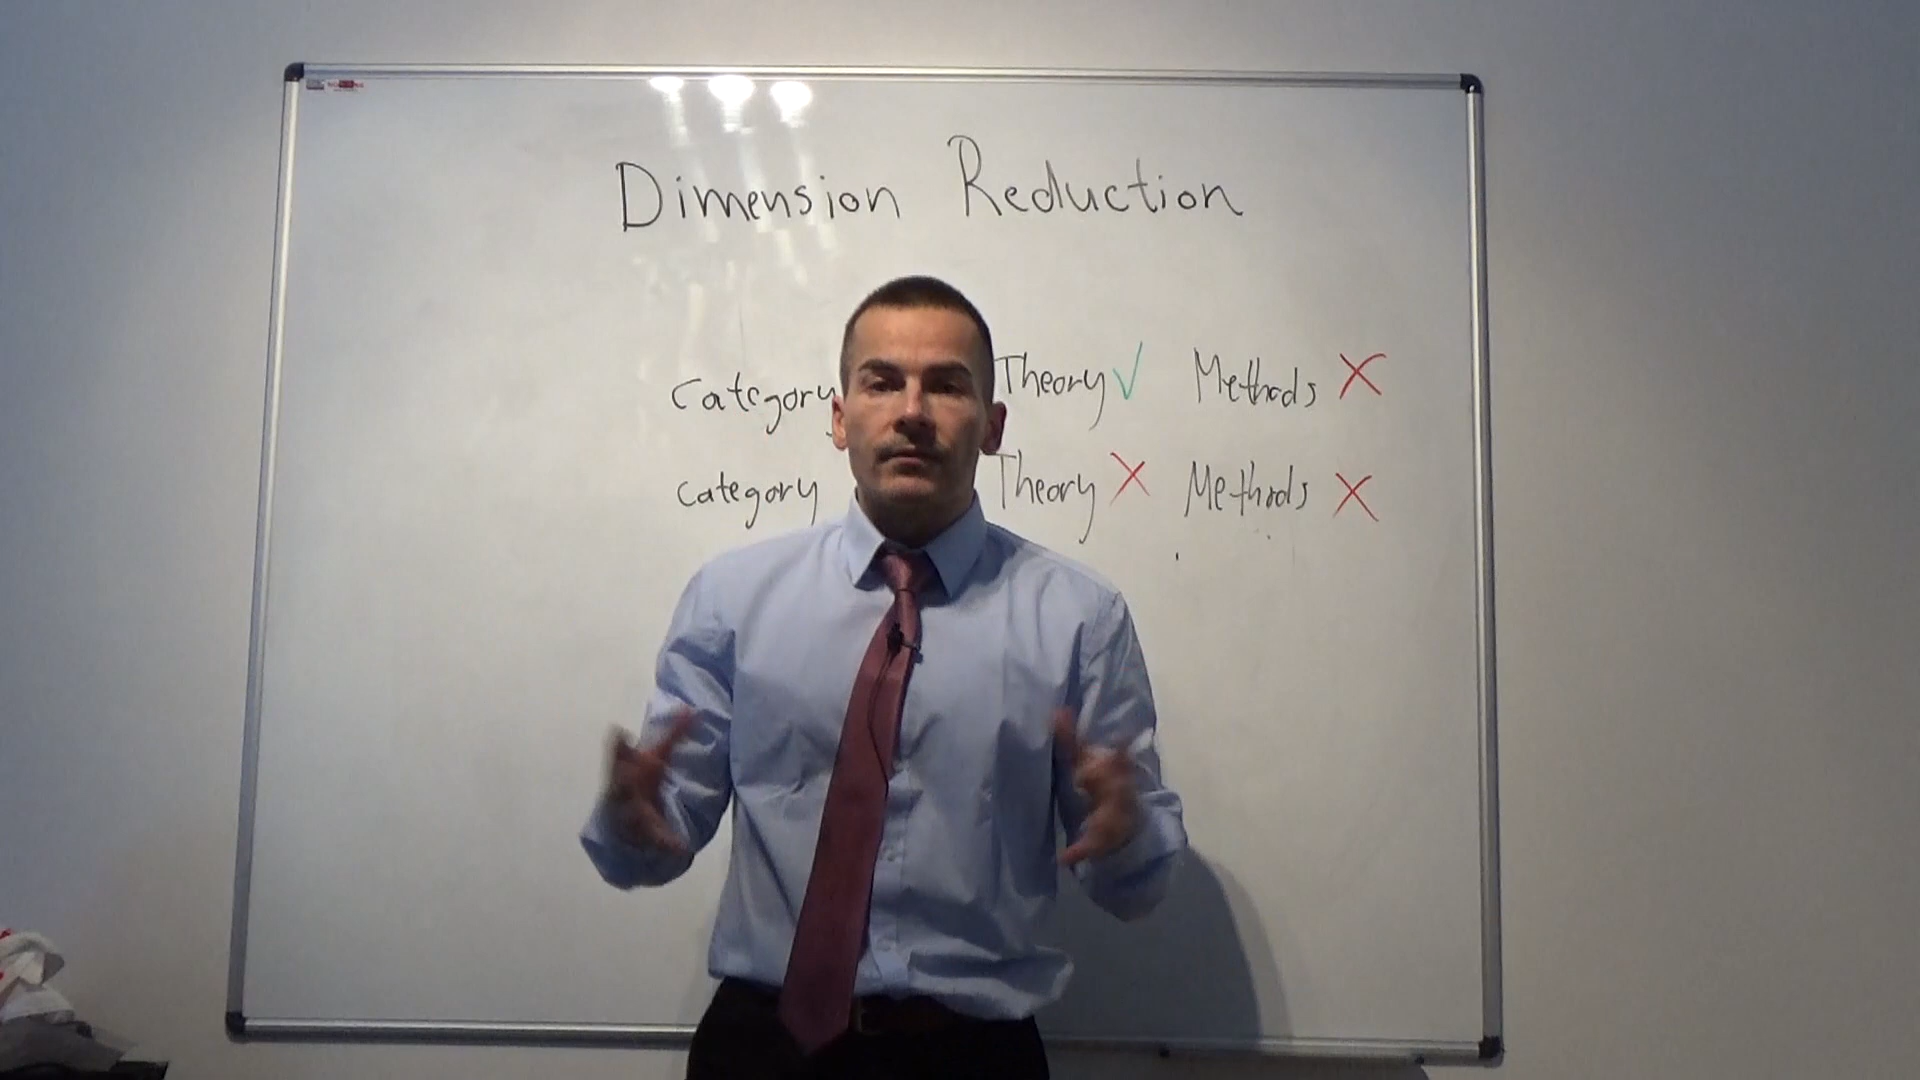 Dimension Reduction
Category Theory ✓ Methods X
Category Theory X Methods X